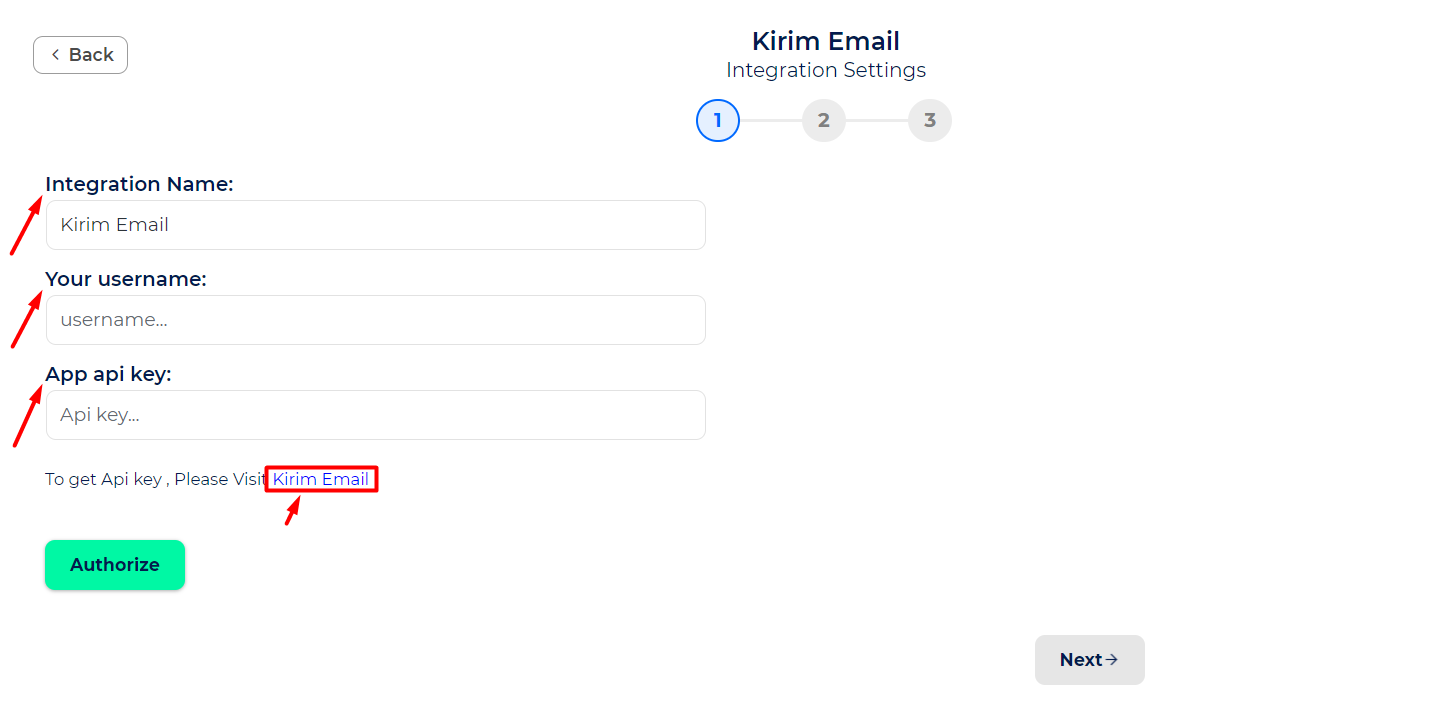 Back
Kirim Email
Integration Settings
1 2 3
Integration Name:
Kirim Email
Your username:
username...
App api key:
Api key...
To get Api key , Please Visit Kirim Email
Authorize
Next